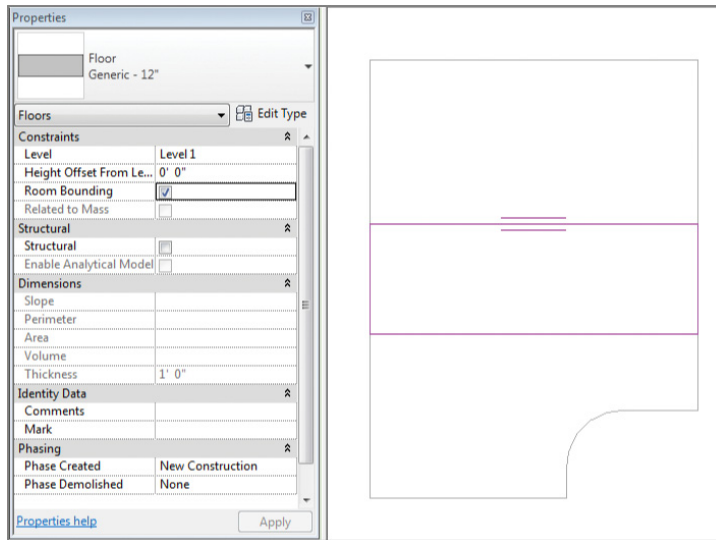 Properties
Floor
Generic - 12"
Floors
Edit Type
Constraints
Level Level 1
Height Offset From Le... 0' 0"
Room Bounding
Related to Mass
Structural
Structural
Enable Analytical Model
Dimensions
Slope
Perimeter
Area
Volume
Thickness 1' 0"
Identity Data
Comments
Mark
Phasing
Phase Created New Construction
Phase Demolished None
Properties help Apply